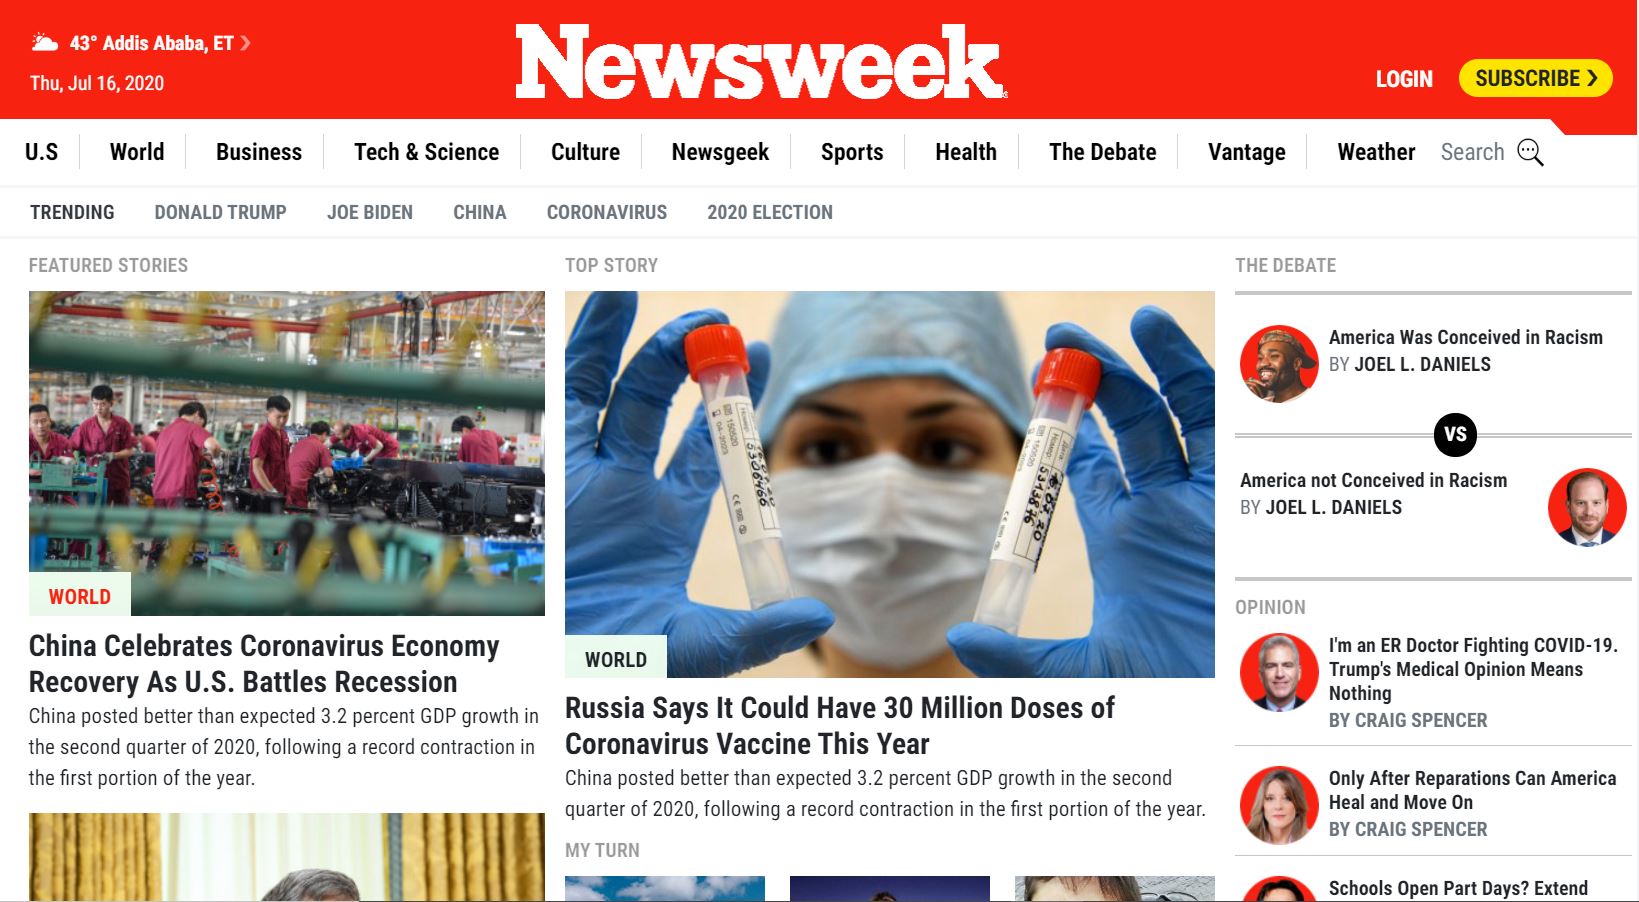 43° Addis Ababa, ET
Thu, Jul 16, 2020
Newsweek
LOGIN
SUBSCRIBE
U.S
World
Business
Tech & Science
Culture
Newsgeek
Sports
Health
The Debate
Vantage
Weather
Search
TRENDING
DONALD TRUMP
JOE BIDEN
CHINA
CORONAVIRUS
2020 ELECTION
FEATURED STORIES
WORLD
China Celebrates Coronavirus Economy
Recovery As U.S. Battles Recession
China posted better than expected 3.2 percent GDP growth in
the second quarter of 2020, following a record contraction in
the first portion of the year.
TOP STORY
WORLD
Russia Says It Could Have 30 Million Doses of
Coronavirus Vaccine This Year
China posted better than expected 3.2 percent GDP growth in the second
quarter of 2020, following a record contraction in the first portion of the year.
MY TURN
THE DEBATE
America Was Conceived in Racism
BY JOEL L. DANIELS
VS
America not Conceived in Racism
BY JOEL L. DANIELS
OPINION
I'm an ER Doctor Fighting COVID-19.
Trump's Medical Opinion Means
Nothing
BY CRAIG SPENCER
Only After Reparations Can America
Heal and Move On
BY CRAIG SPENCER
Schools Open Part Days? Extend